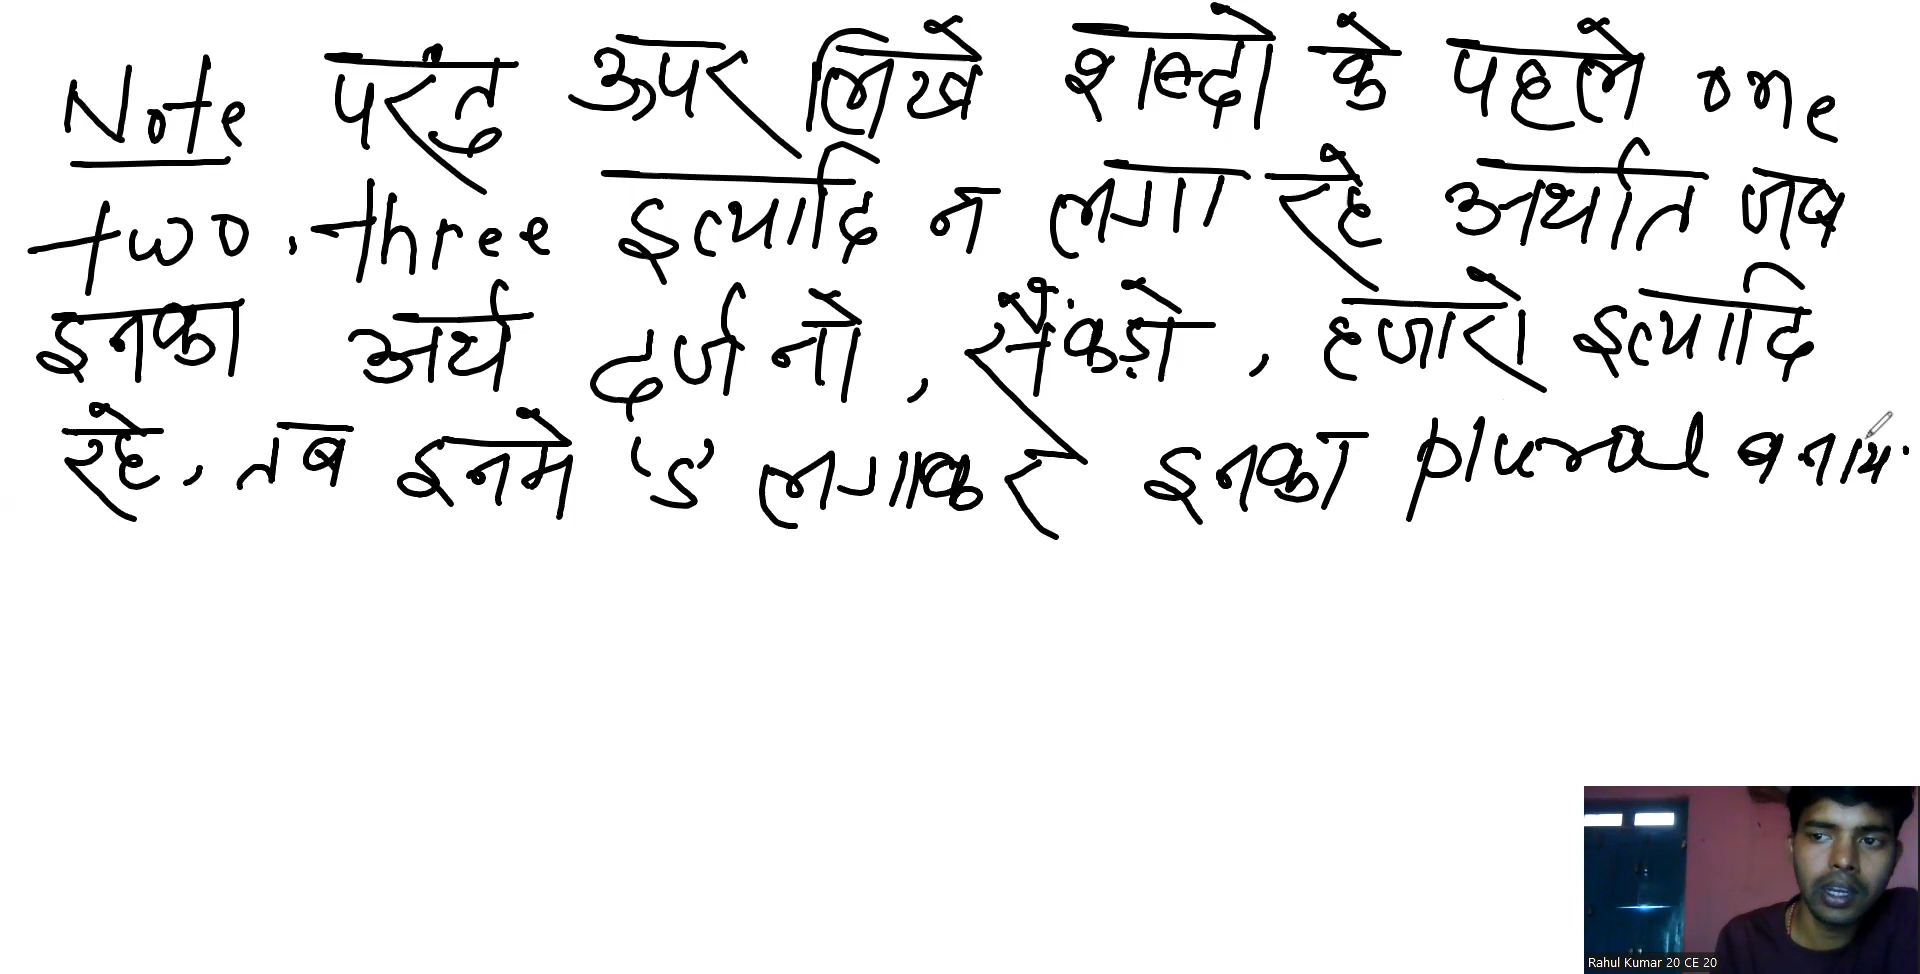 Note परंतु ऊपर लिखे शब्दो के पहले one
two, three इत्यादि न लगा रहे अर्थात जब
इनका अर्थ दर्जनो, सैंकड़ो, हजारो इत्यादि
रहे, तब इनमे 's' लगाकर इनका plural बनाय
Rahul Kumar 20 CE 20